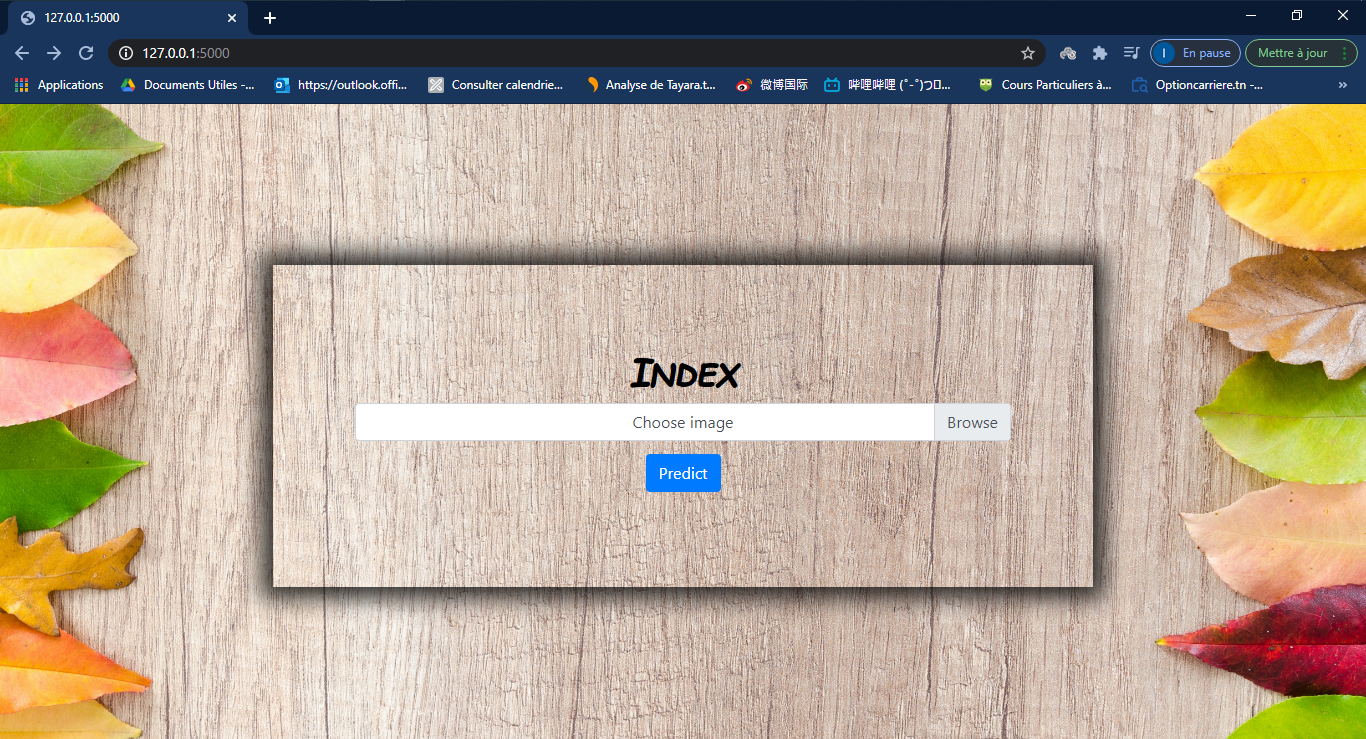 127.0.0.1:5000
127.0.0.1:5000
I En pause
Mettre à jour
Applications
Documents Utiles -...
https://outlook.offi...
Consulter calendrie...
Analyse de Tayara.t...
微博国际
哔哩哔哩 (゜-゜)つ...
Cours Particuliers à...
Optioncarriere.tn -...
»
Index
Choose image
Browse
Predict